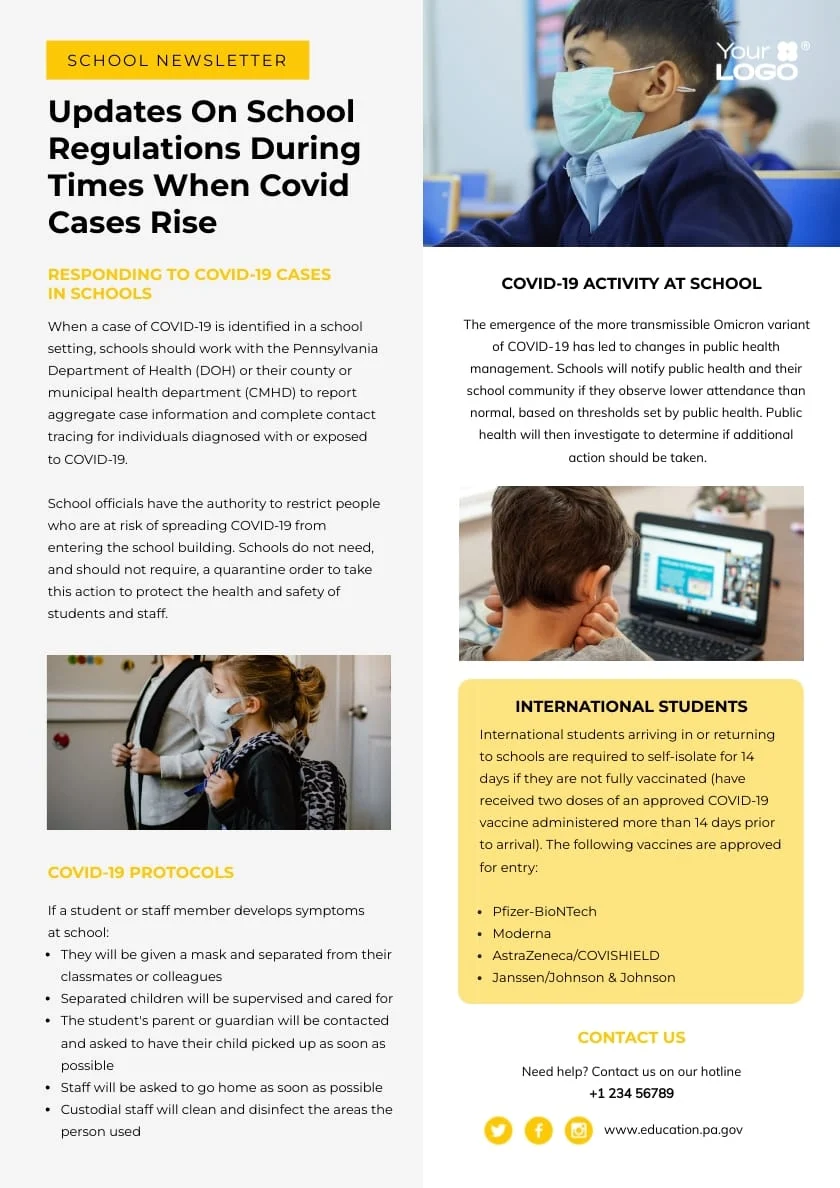 SCHOOL NEWSLETTER
Updates On School
Regulations During
Times When Covid
Cases Rise
RESPONDING TO COVID-19 CASES
IN SCHOOLS
When a case of COVID-19 is identified in a school
setting, schools should work with the Pennsylvania
Department of Health (DOH) or their county or
municipal health department (CMHD) to report
aggregate case information and complete contact
tracing for individuals diagnosed with or exposed
to COVID-19.
School officials have the authority to restrict people
who are at risk of spreading COVID-19 from
entering the school building. Schools do not need,
and should not require, a quarantine order to take
this action to protect the health and safety of
students and staff.
COVID-19 PROTOCOLS
If a student or staff member develops symptoms
at school:
• They will be given a mask and separated from their
classmates or colleagues
• Separated children will be supervised and cared for
• The student's parent or guardian will be contacted
and asked to have their child picked up as soon as
possible
• Staff will be asked to go home as soon as possible
• Custodial staff will clean and disinfect the areas the
person used
Your ®
LOGO
COVID-19 ACTIVITY AT SCHOOL
The emergence of the more transmissible Omicron variant
of COVID-19 has led to changes in public health
management. Schools will notify public health and their
school community if they observe lower attendance than
normal, based on thresholds set by public health. Public
health will then investigate to determine if additional
action should be taken.
INTERNATIONAL STUDENTS
International students arriving in or returning
to schools are required to self-isolate for 14
days if they are not fully vaccinated (have
received two doses of an approved COVID-19
vaccine administered more than 14 days prior
to arrival). The following vaccines are approved
for entry:
• Pfizer-BioNTech
• Moderna
• AstraZeneca/COVISHIELD
• Janssen/Johnson & Johnson
CONTACT US
Need help? Contact us on our hotline
+1 234 56789
www.education.pa.gov